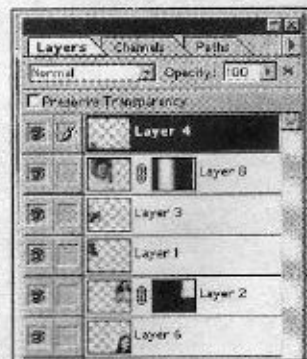 Layers Channels Paths
Normal Opacity: 100 %
Preserve Transparency
Layer 4
Layer 8
Layer 3
Layer 1
Layer 2
Layer 6